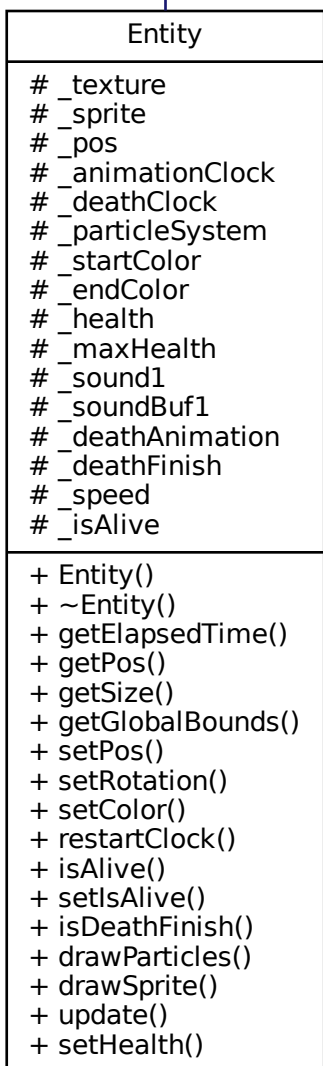 Entity
# _texture
# _sprite
# _pos
# _animationClock
# _deathClock
# _particleSystem
# _startColor
# _endColor
# _health
# _maxHealth
# _sound1
# _soundBuf1
# _deathAnimation
# _deathFinish
# _speed
# _isAlive
+ Entity()
+ ~Entity()
+ getElapsedTime()
+ getPos()
+ getSize()
+ getGlobalBounds()
+ setPos()
+ setRotation()
+ setColor()
+ restartClock()
+ isAlive()
+ setIsAlive()
+ isDeathFinish()
+ drawParticles()
+ drawSprite()
+ update()
+ setHealth()